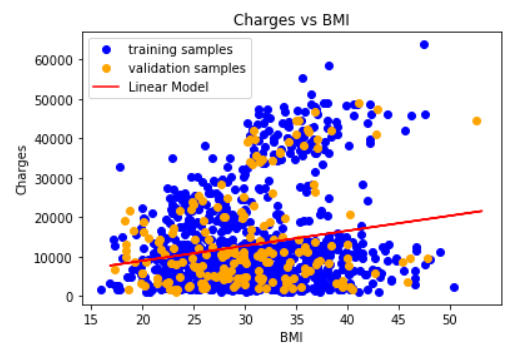 Charges vs BMI
training samples
validation samples
Linear Model
60000
50000
40000
30000
20000
10000
0
Charges
15 20 25 30 35 40 45 50
BMI